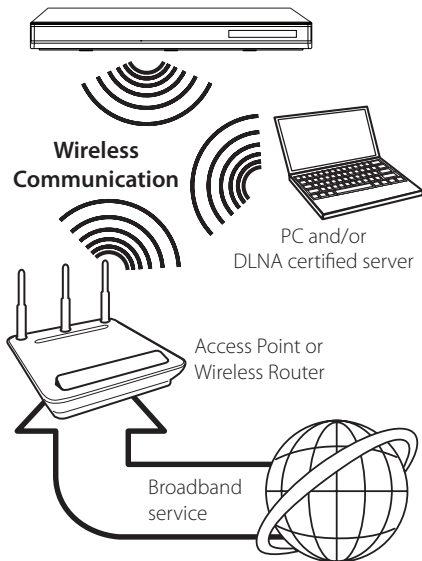 Wireless
Communication
PC and/or
DLNA certified server
Access Point or
Wireless Router
Broadband
service